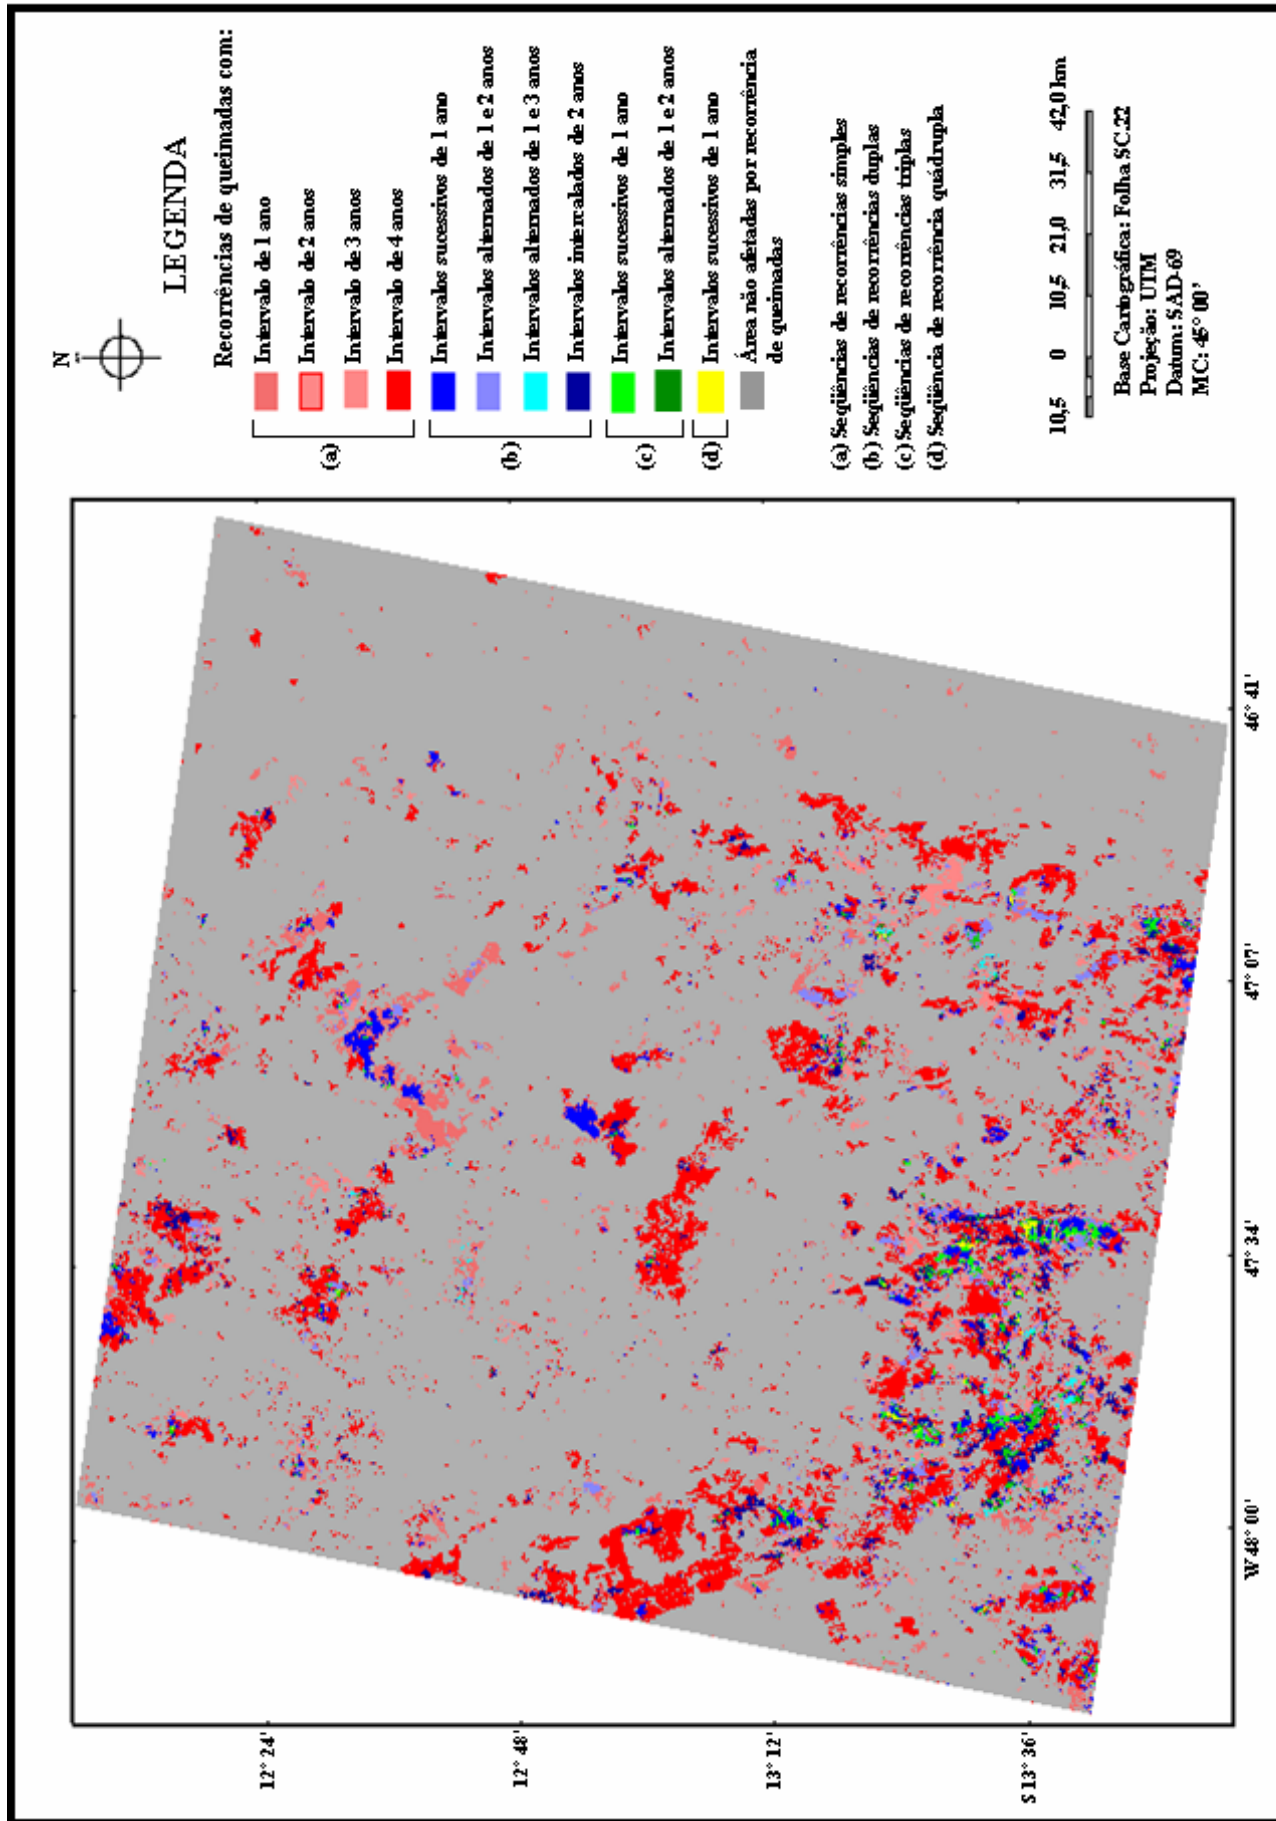 N
LEGENDA
Recorrências de queimadas com:
(a)
Intervalo de 1 ano
Intervalo de 2 anos
Intervalo de 3 anos
Intervalo de 4 anos
(b)
Intervalos sucessivos de 1 ano
Intervalos alternados de 1 e 2 anos
Intervalos alternados de 1 e 3 anos
Intervalos intercalados de 2 anos
(c)
Intervalos sucessivos de 1 ano
Intervalos alternados de 1 e 2 anos
(d)
Intervalos sucessivos de 1 ano
Área não afetadas por recorrência
de queimadas
(a) Seqüências de recorrências simples
(b) Seqüências de recorrências duplas
(c) Seqüências de recorrências triplas
(d) Seqüência de recorrência quádrupla
10,5 0 10,5 21,0 31,5 42,0 km
Base Cartográfica: Folha SC.22
Projeção: UTM
Datum: SAD-69
MC: 45° 00'
12° 24'
12° 48'
13° 12'
S 13° 36'
W 48° 00'
47° 34'
47° 07'
46° 41'